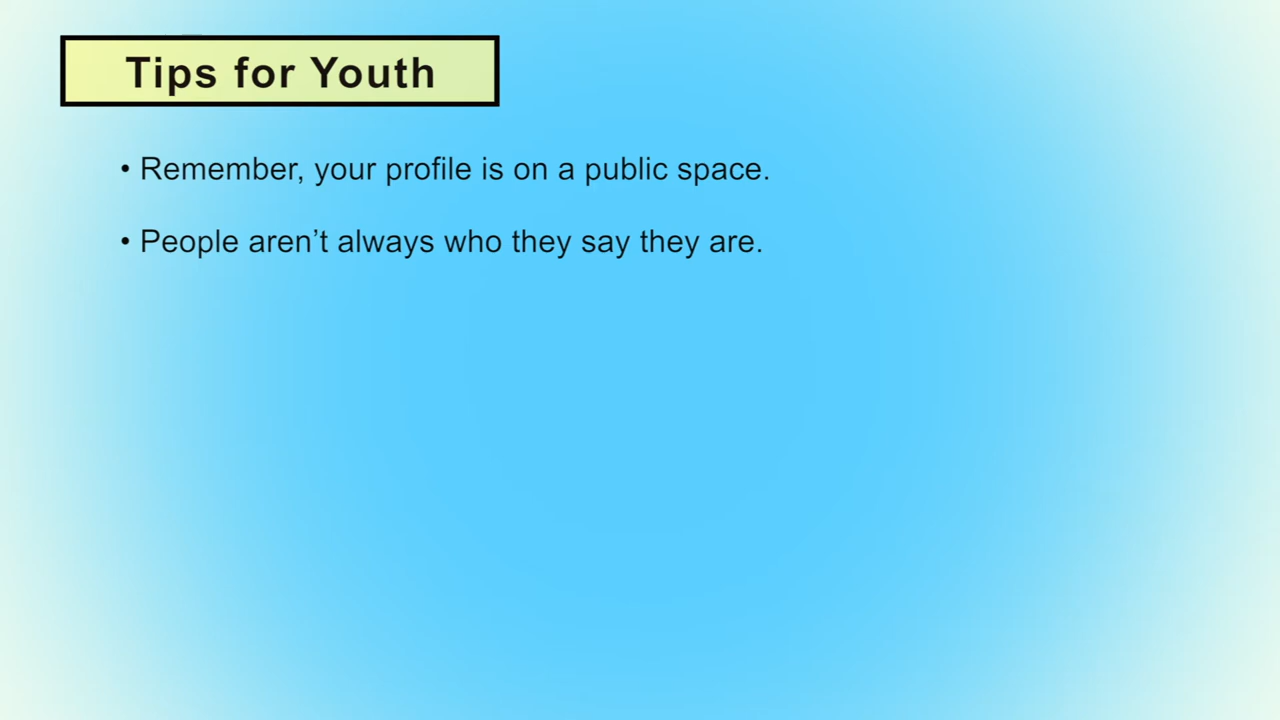 Tips for Youth
• Remember, your profile is on a public space.
• People aren’t always who they say they are.